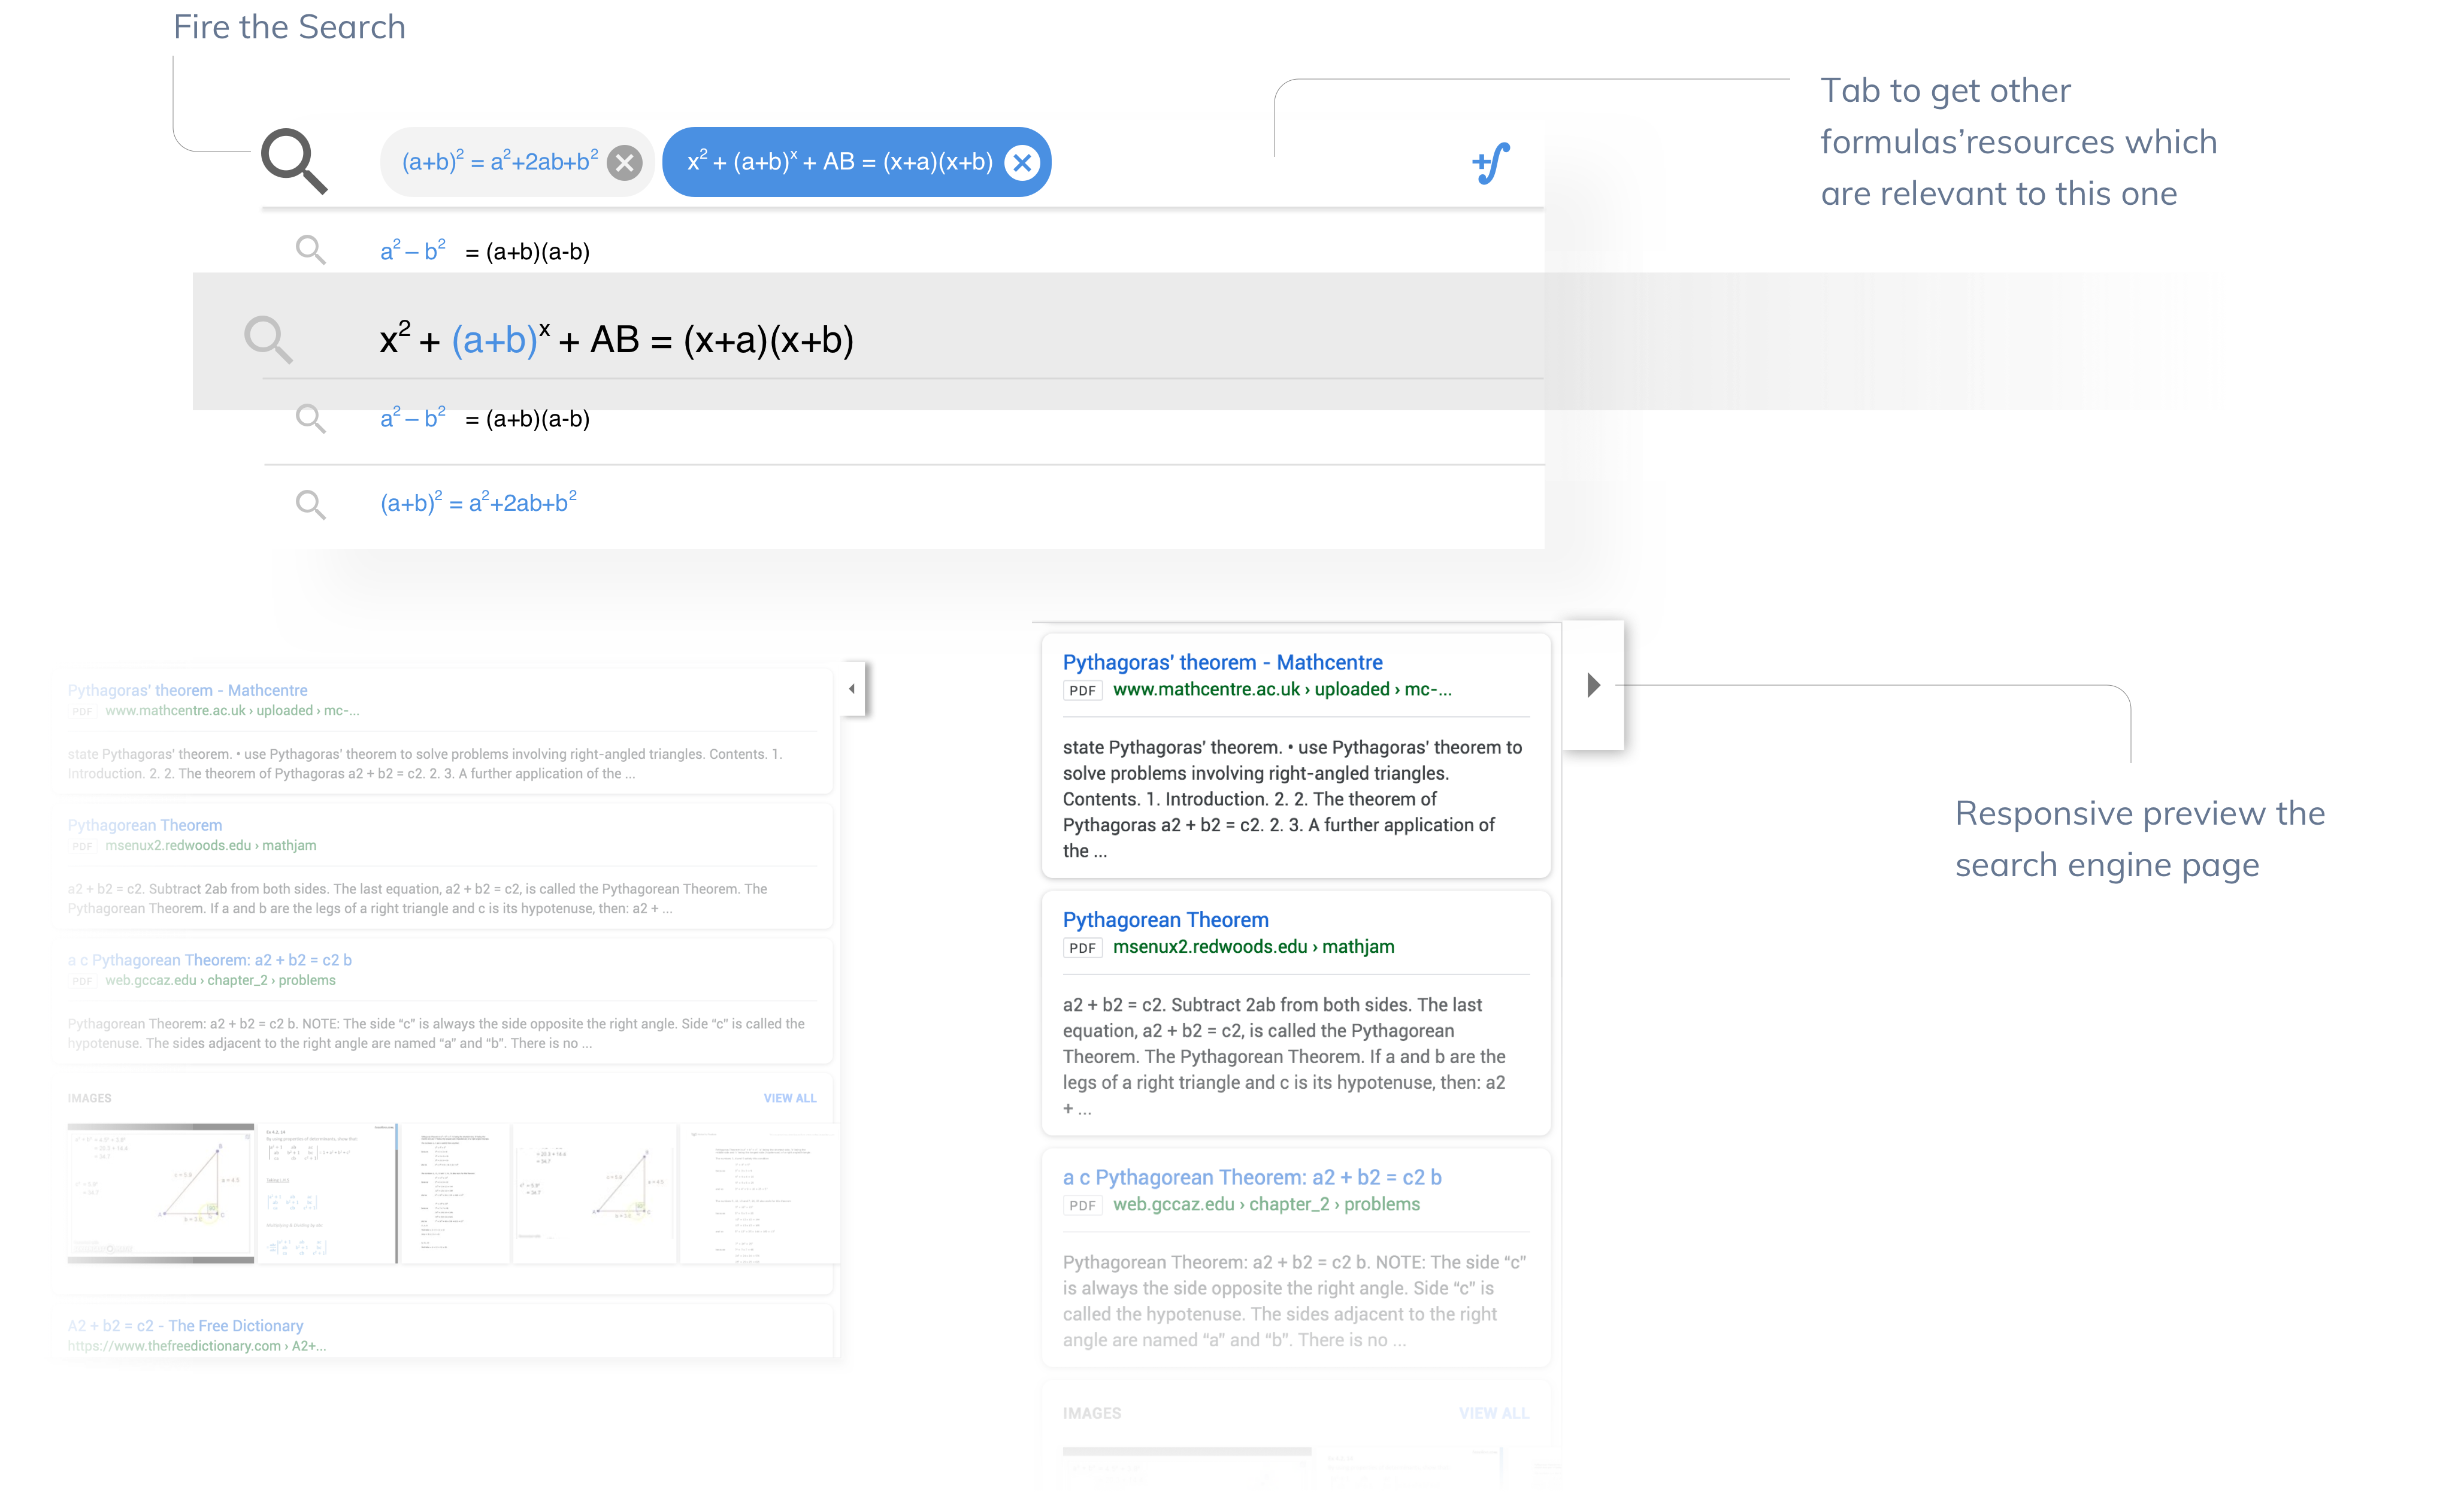 Fire the Search
Tab to get other
formulas’resources which
are relevant to this one
(a+b)² = a²+2ab+b²
x² + (a+b)ˣ + AB = (x+a)(x+b)
a² – b² = (a+b)(a-b)
x² + (a+b)ˣ + AB = (x+a)(x+b)
a² – b² = (a+b)(a-b)
(a+b)² = a²+2ab+b²
Pythagoras' theorem - Mathcentre
PDF www.mathcentre.ac.uk › uploaded › mc-...
state Pythagoras' theorem. • use Pythagoras' theorem to solve problems involving right-angled triangles. Contents. 1.
Introduction. 2. 2. The theorem of Pythagoras a2 + b2 = c2. 2. 3. A further application of the ...
Pythagorean Theorem
PDF msenux2.redwoods.edu › mathjam
a2 + b2 = c2. Subtract 2ab from both sides. The last equation, a2 + b2 = c2, is called the Pythagorean Theorem. The
Pythagorean Theorem. If a and b are the legs of a right triangle and c is its hypotenuse, then: a2 + ...
a c Pythagorean Theorem: a2 + b2 = c2 b
PDF web.gccaz.edu › chapter_2 › problems
Pythagorean Theorem: a2 + b2 = c2 b. NOTE: The side “c” is always the side opposite the right angle. Side “c” is called the
hypotenuse. The sides adjacent to the right angle are named “a” and “b”. There is no ...
IMAGES VIEW ALL
A2 + b2 = c2 - The Free Dictionary
https://www.thefreedictionary.com › A2+...
Pythagoras' theorem - Mathcentre
PDF www.mathcentre.ac.uk › uploaded › mc-...
state Pythagoras' theorem. • use Pythagoras' theorem to
solve problems involving right-angled triangles.
Contents. 1. Introduction. 2. 2. The theorem of
Pythagoras a2 + b2 = c2. 2. 3. A further application of
the ...
Pythagorean Theorem
PDF msenux2.redwoods.edu › mathjam
a2 + b2 = c2. Subtract 2ab from both sides. The last
equation, a2 + b2 = c2, is called the Pythagorean
Theorem. The Pythagorean Theorem. If a and b are the
legs of a right triangle and c is its hypotenuse, then: a2
+ ...
a c Pythagorean Theorem: a2 + b2 = c2 b
PDF web.gccaz.edu › chapter_2 › problems
Pythagorean Theorem: a2 + b2 = c2 b. NOTE: The side “c”
is always the side opposite the right angle. Side “c” is
called the hypotenuse. The sides adjacent to the right
angle are named “a” and “b”. There is no ...
IMAGES VIEW ALL
Responsive preview the
search engine page